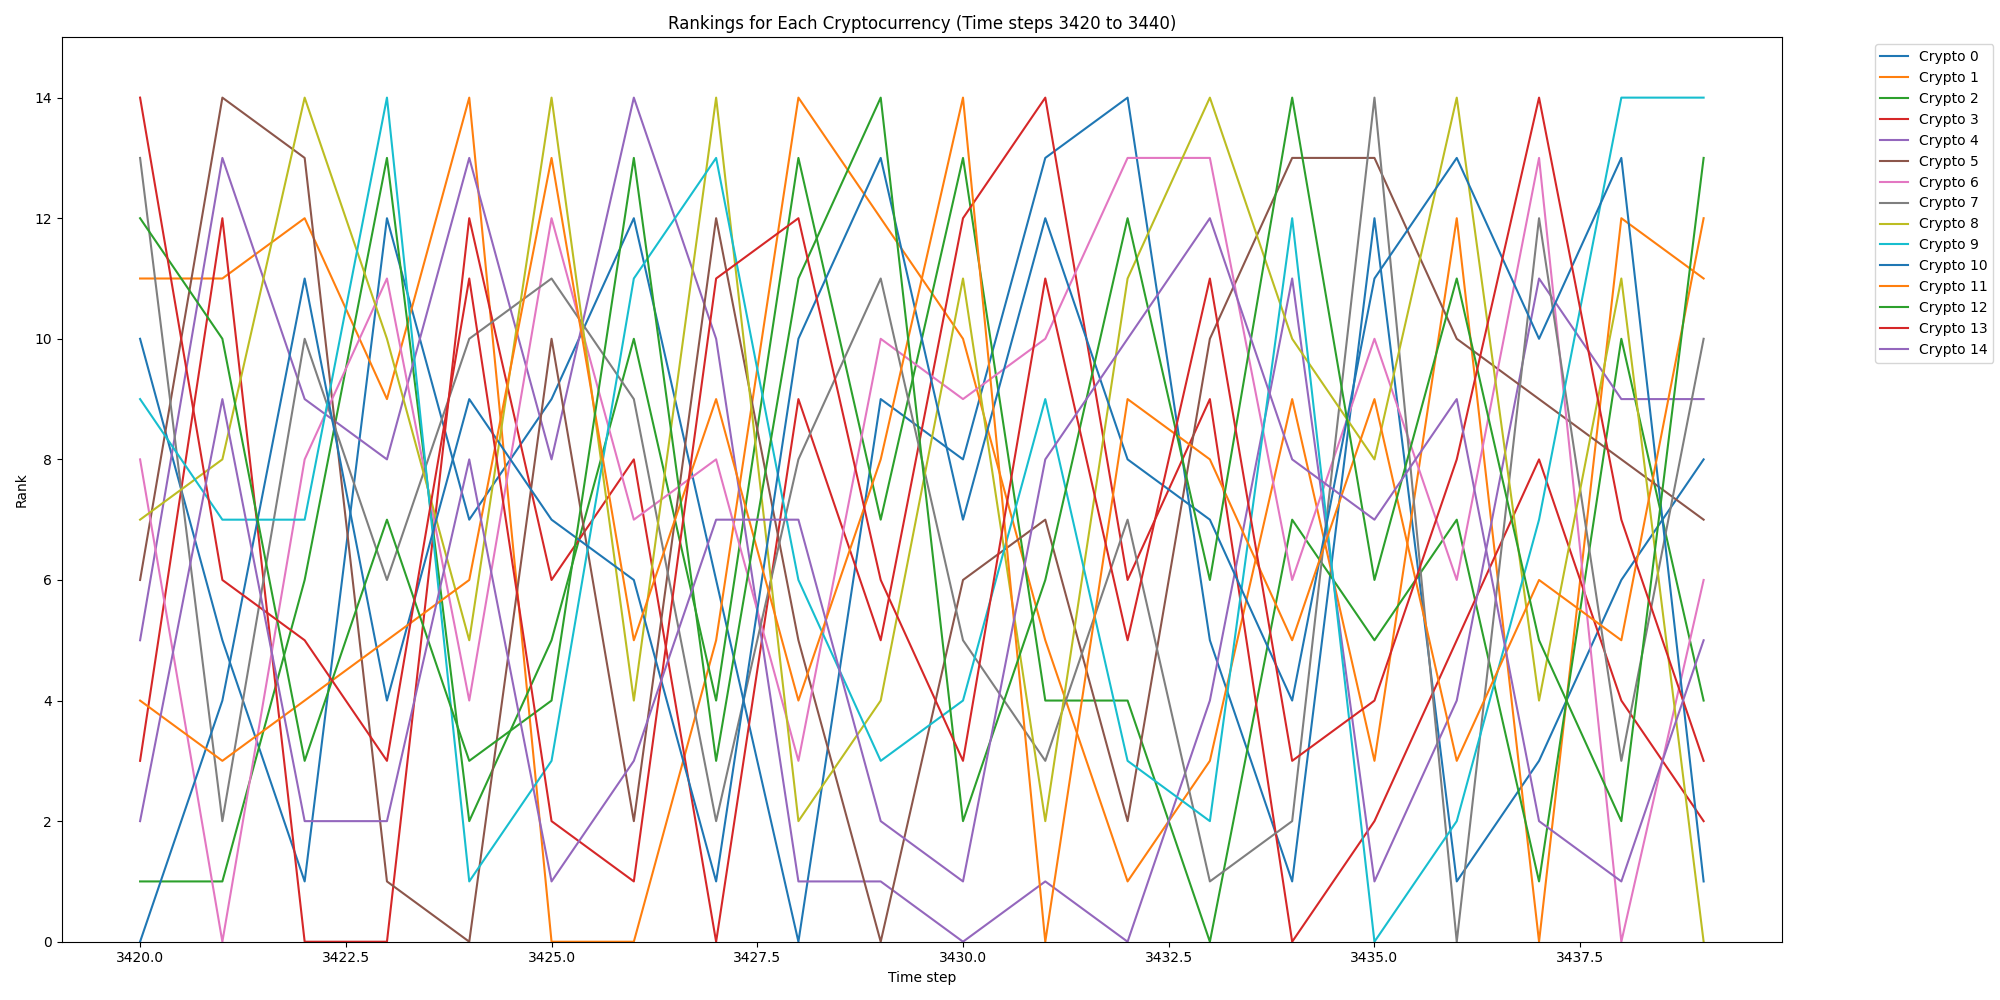 Rankings for Each Cryptocurrency (Time steps 3420 to 3440)
14
12
10
8
6
4
2
0
Rank
3420.0 3422.5 3425.0 3427.5 3430.0 3432.5 3435.0 3437.5
Time step
Crypto 0
Crypto 1
Crypto 2
Crypto 3
Crypto 4
Crypto 5
Crypto 6
Crypto 7
Crypto 8
Crypto 9
Crypto 10
Crypto 11
Crypto 12
Crypto 13
Crypto 14